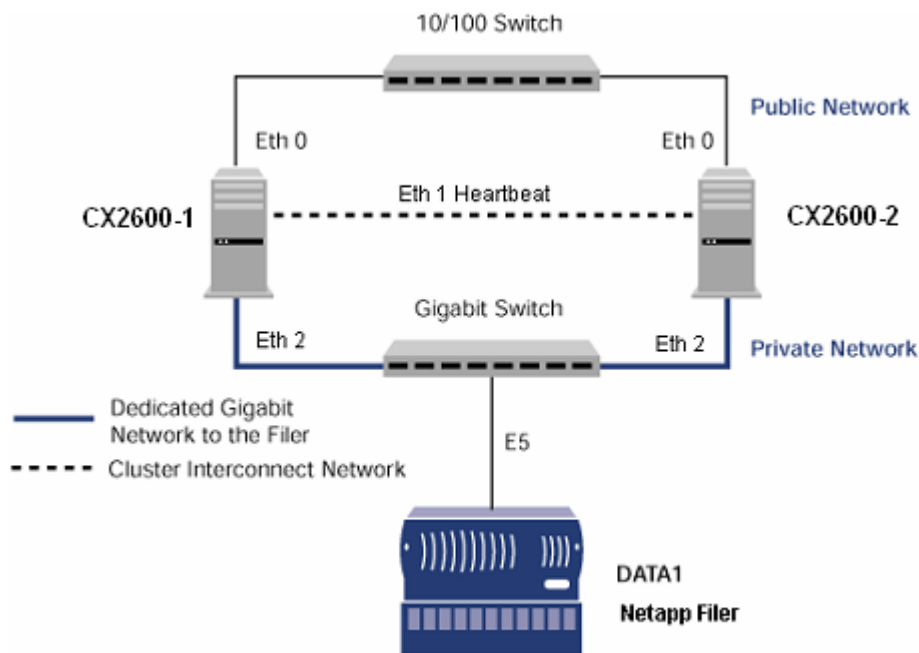 10/100 Switch
Public Network
Eth 0
Eth 0
Eth 1 Heartbeat
CX2600-1
CX2600-2
Gigabit Switch
Eth 2
Eth 2
Private Network
Dedicated Gigabit
Network to the Filer
E5
Cluster Interconnect Network
DATA1
Netapp Filer